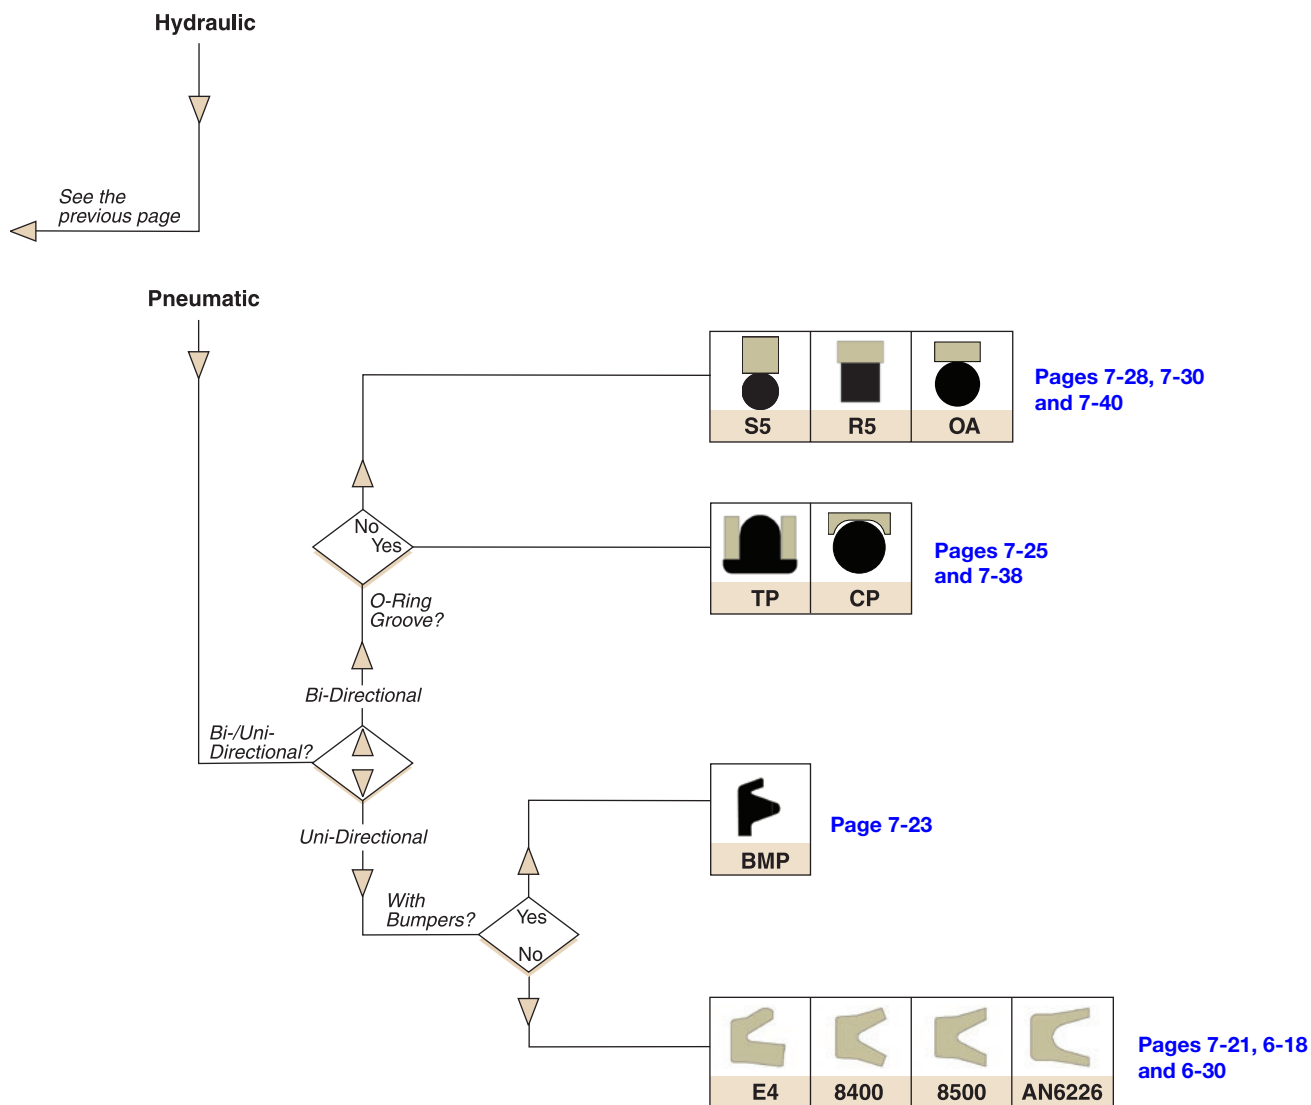 Hydraulic
See the
previous page
Pneumatic
S5 R5 OA
Pages 7-28, 7-30
and 7-40
No
Yes
TP CP
Pages 7-25
and 7-38
O-Ring
Groove?
Bi-Directional
Bi-/Uni-
Directional?
Uni-Directional
BMP
Page 7-23
With
Bumpers?
Yes
No
E4 8400 8500 AN6226
Pages 7-21, 6-18
and 6-30